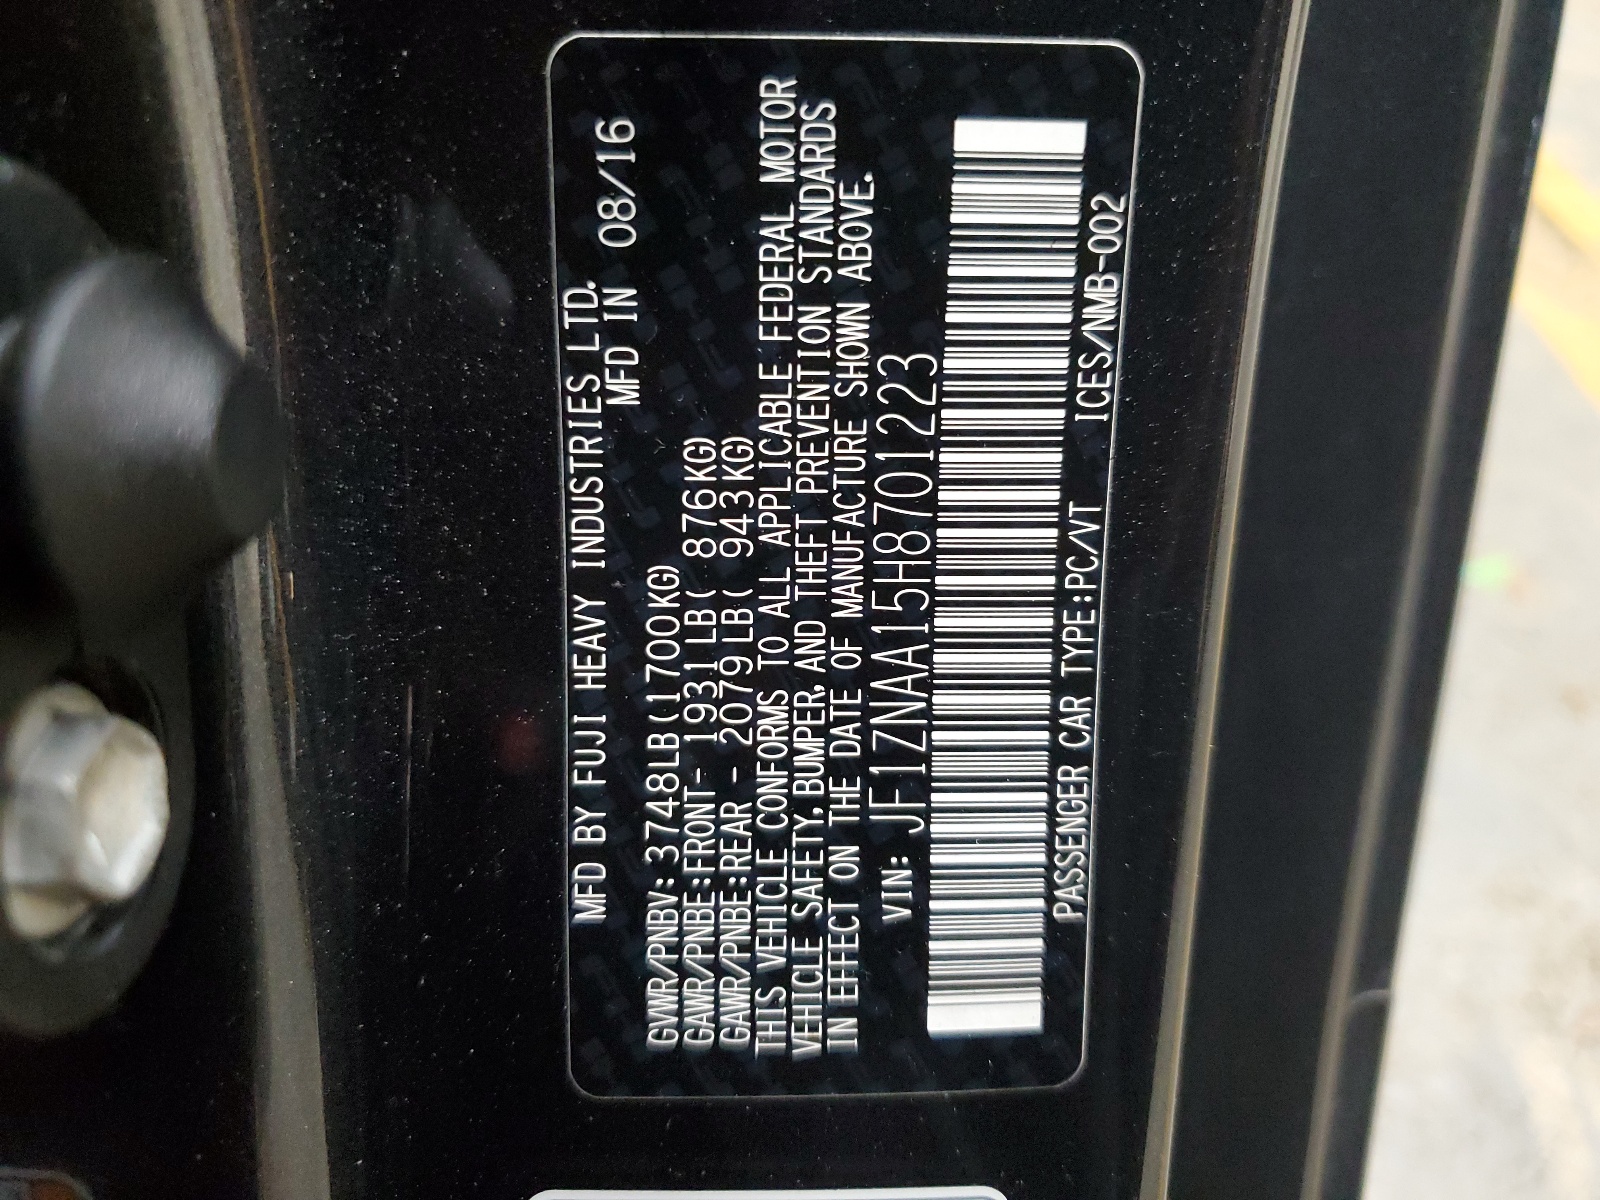 MFD BY FUJI HEAVY INDUSTRIES LTD.
MFD IN 08/16
GVWR/PNBV: 3748LB(1700KG)
GAWR/PNBE:FRONT- 1931LB( 876KG)
GAWR/PNBE:REAR - 2079LB( 943KG)
THIS VEHICLE CONFORMS TO ALL APPLICABLE FEDERAL MOTOR
VEHICLE SAFETY, BUMPER, AND THEFT PREVENTION STANDARDS
IN EFFECT ON THE DATE OF MANUFACTURE SHOWN ABOVE.
VIN: JF1ZNAA15H8701223
PASSENGER CAR TYPE:PC/VT ICES/NMB-002